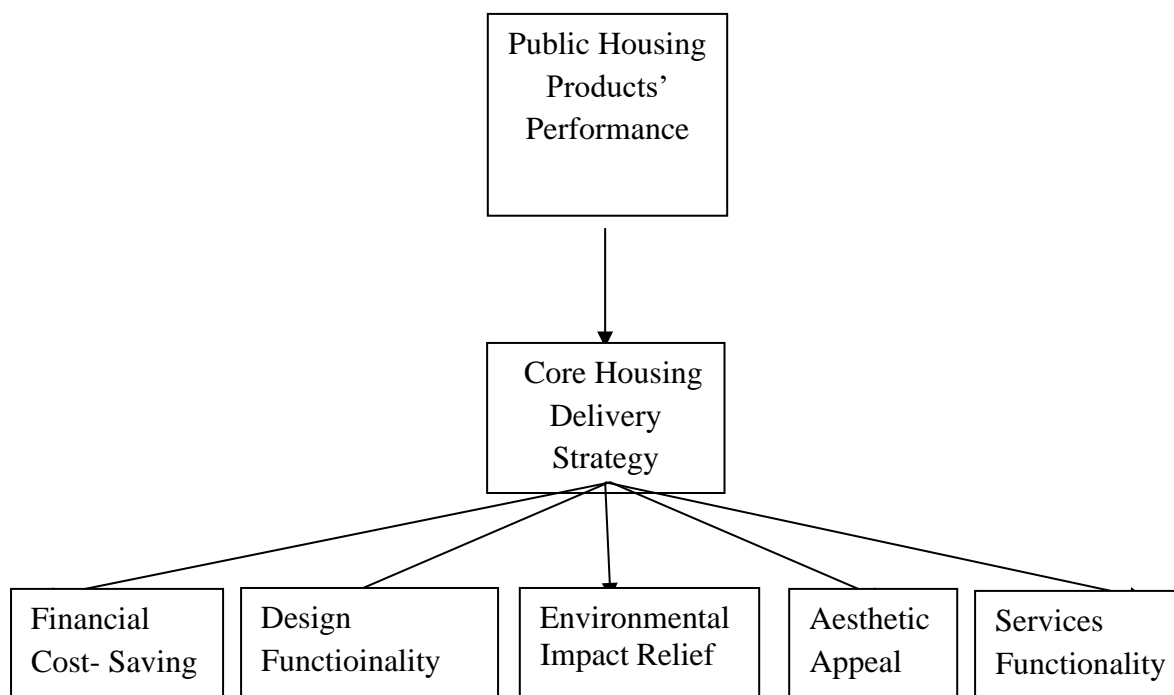 Public Housing
Products’
Performance
Core Housing
Delivery
Strategy
Financial
Cost- Saving
Design
Functioinality
Environmental
Impact Relief
Aesthetic
Appeal
Services
Functionality